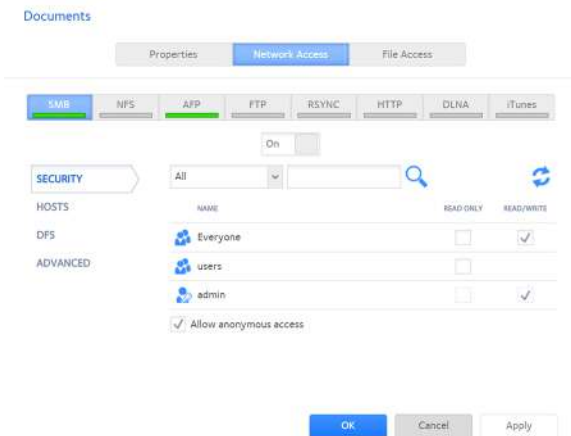 Documents
Properties Network Access File Access
SMB NFS AFP FTP RSYNC HTTP DLNA iTunes
On
SECURITY All
HOSTS NAME READ ONLY READ/WRITE
DFS Everyone
ADVANCED users
admin
Allow anonymous access
OK Cancel Apply